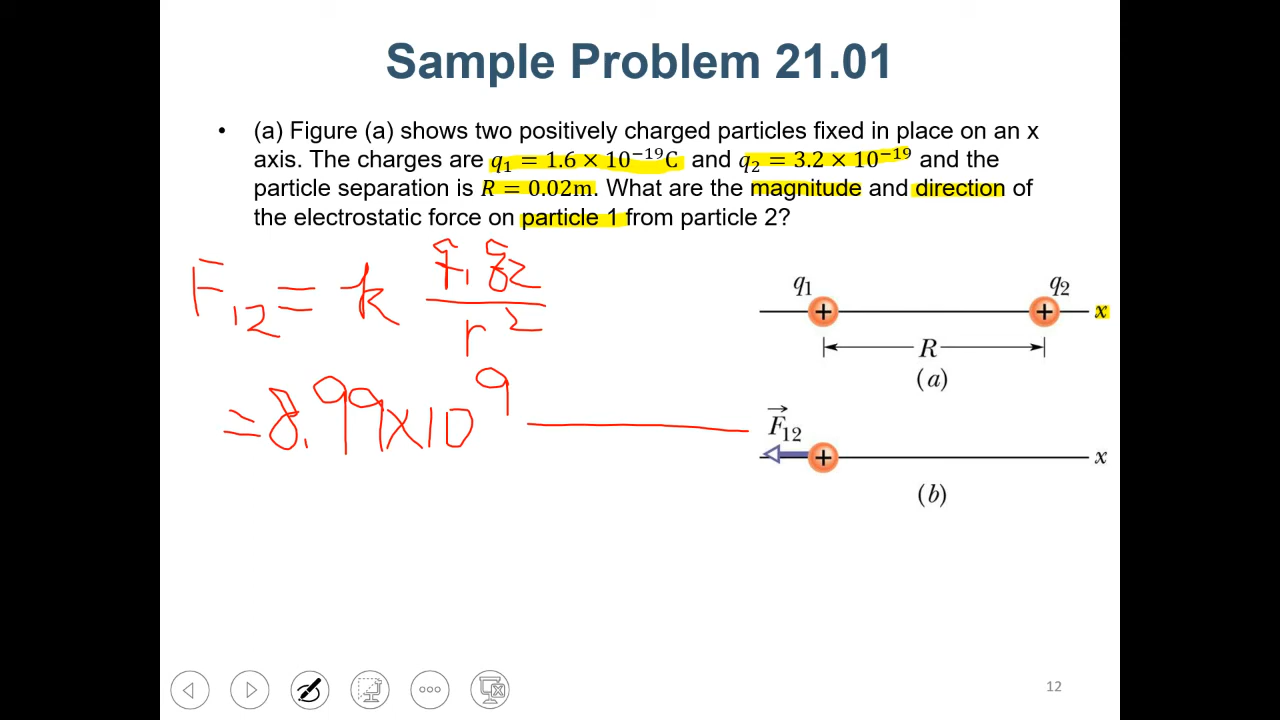 Sample Problem 21.01
• (a) Figure (a) shows two positively charged particles fixed in place on an x
axis. The charges are q₁ = 1.6 × 10⁻¹⁹C and q₂ = 3.2 × 10⁻¹⁹ and the
particle separation is R = 0.02m. What are the magnitude and direction of
the electrostatic force on particle 1 from particle 2?
F₁₂ = k q₁ q₂ / r²
= 8.99×10⁹
q₁ q₂
+ + x
R
(a)
F⃗₁₂
+ x
(b)
12